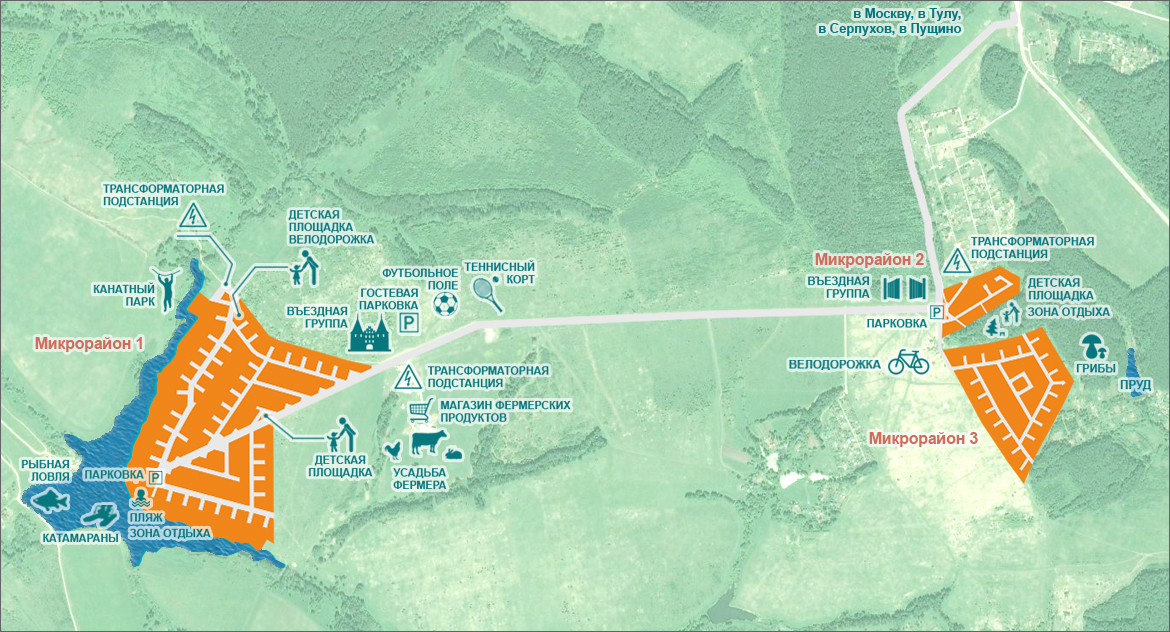 в Москву, в Тулу,
в Серпухов, в Пущино
ТРАНСФОРМАТОРНАЯ
ПОДСТАНЦИЯ
ДЕТСКАЯ
ПЛОЩАДКА
ВЕЛОДОРОЖКА
КАНАТНЫЙ
ПАРК
ФУТБОЛЬНОЕ
ПОЛЕ
ТЕННИСНЫЙ
КОРТ
ГОСТЕВАЯ
ПАРКОВКА
P
ВЪЕЗДНАЯ
ГРУППА
Микрорайон 1
ТРАНСФОРМАТОРНАЯ
ПОДСТАНЦИЯ
МАГАЗИН ФЕРМЕРСКИХ
ПРОДУКТОВ
УСАДЬБА
ФЕРМЕРА
ДЕТСКАЯ
ПЛОЩАДКА
РЫБНАЯ
ЛОВЛЯ
ПАРКОВКА
P
ПЛЯЖ
ЗОНА ОТДЫХА
КАТАМАРАНЫ
Микрорайон 2
ТРАНСФОРМАТОРНАЯ
ПОДСТАНЦИЯ
ВЪЕЗДНАЯ
ГРУППА
ДЕТСКАЯ
ПЛОЩАДКА
ЗОНА ОТДЫХА
ПАРКОВКА
P
ВЕЛОДОРОЖКА
ГРИБЫ
ПРУД
Микрорайон 3